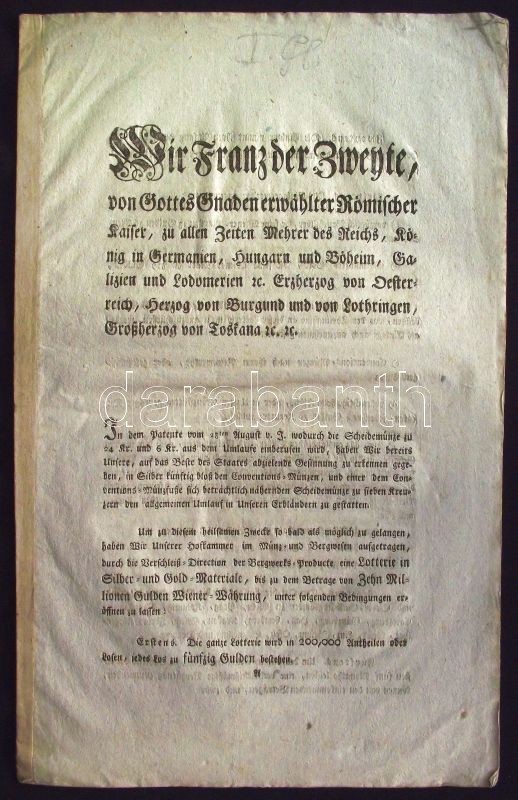 Wir Franz der Zweyte,
von Gottes Gnaden erwählter Römischer
Kaiser, zu allen Zeiten Mehrer des Reichs, Kö-
nig in Germanien, Hungarn und Böheim, Ga-
lizien und Lodomerien ꝛc. Erzherzog von Oester-
reich, Herzog von Burgund und von Lothringen,
Großherzog von Toskana ꝛc. ꝛc.
darabanth
In dem Patente vom August v. J. wodurch die Scheidemünze zu
24 Kr. und 6 Kr. aus dem Umlaufe einberufen wird, haben Wir bereits
Unsere, auf das Beste des Staates abzielende Gesinnung zu erkennen gege-
ben, in Silber künftig bloß den Conventions-Münzen, und einer dem Con-
ventions-Münzfuße sich beträchtlich nähernden Scheidemünze zu sieben Kreu-
zern den allgemeinen Umlauf in Unseren Erbländern zu gestatten.
Um zu diesem heilsamen Zwecke so bald als möglich zu gelangen,
haben Wir Unserer Hofkammer im Münz- und Bergwesen aufgetragen,
durch die Verschleiß-Direction der Bergwerks-Producte eine Lotterie in
Silber- und Gold-Materiale, bis zu dem Betrage von Zehn Mil-
lionen Gulden Wiener-Währung, unter folgenden Bedingungen er-
öffnen zu lassen:
Erstens. Die ganze Lotterie wird in 200,000 Antheilen oder
Losen, jedes Los zu fünfzig Gulden bestehen.
A